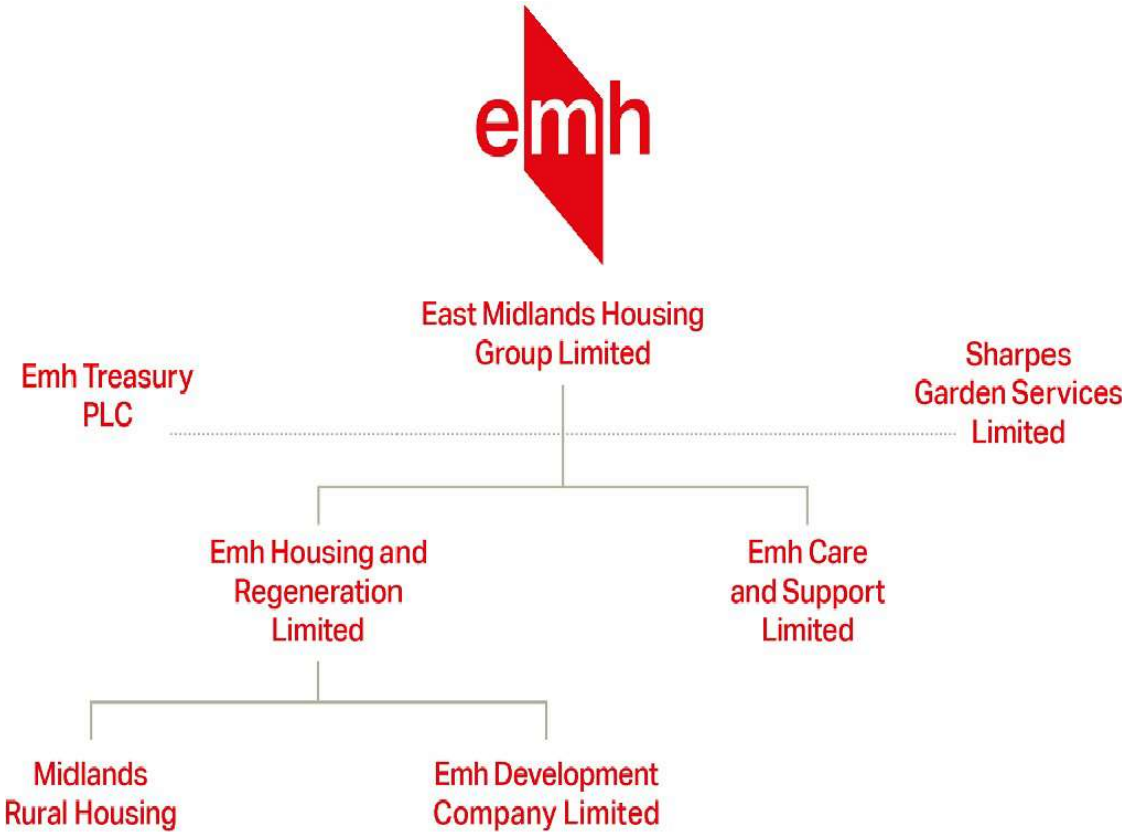 emh
East Midlands Housing
Group Limited
Emh Treasury
PLC
Sharpes
Garden Services
Limited
Emh Housing and
Regeneration
Limited
Emh Care
and Support
Limited
Midlands
Rural Housing
Emh Development
Company Limited